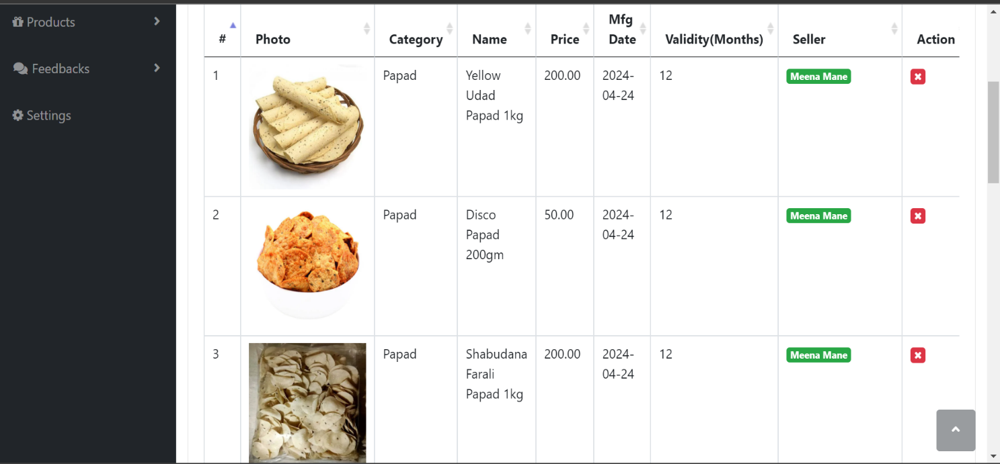 Products
Feedbacks
Settings
#
Photo
Category
Name
Price
Mfg
Date
Validity(Months)
Seller
Action
1
Papad
Yellow
Udad
Papad 1kg
200.00
2024-
04-24
12
Meena Mane
2
Papad
Disco
Papad
200gm
50.00
2024-
04-24
12
Meena Mane
3
Papad
Shabudana
Farali
Papad 1kg
200.00
2024-
04-24
12
Meena Mane